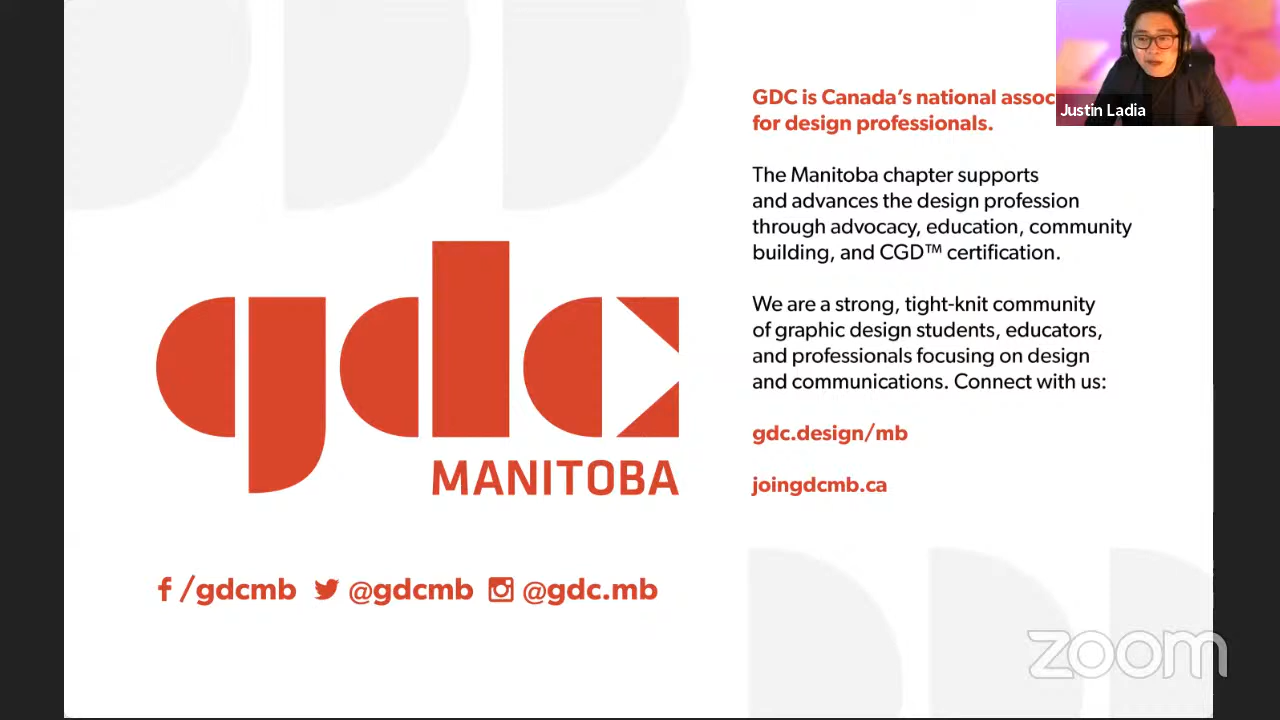 gdc
MANITOBA
f /gdcmb @gdcmb @gdc.mb
GDC is Canada's national
for design professionals.
The Manitoba chapter supports
and advances the design profession
through advocacy, education, community
building, and CGD™ certification.
We are a strong, tight-knit community
of graphic design students, educators,
and professionals focusing on design
and communications. Connect with us:
gdc.design/mb
joingdcmb.ca
Justin Ladia
zoom